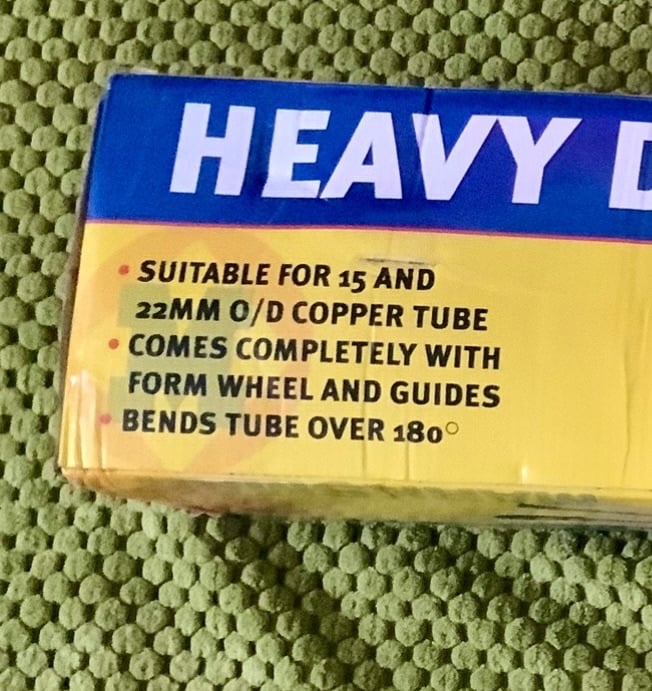 HEAVY D
• SUITABLE FOR 15 AND
22MM O/D COPPER TUBE
• COMES COMPLETELY WITH
FORM WHEEL AND GUIDES
• BENDS TUBE OVER 180°